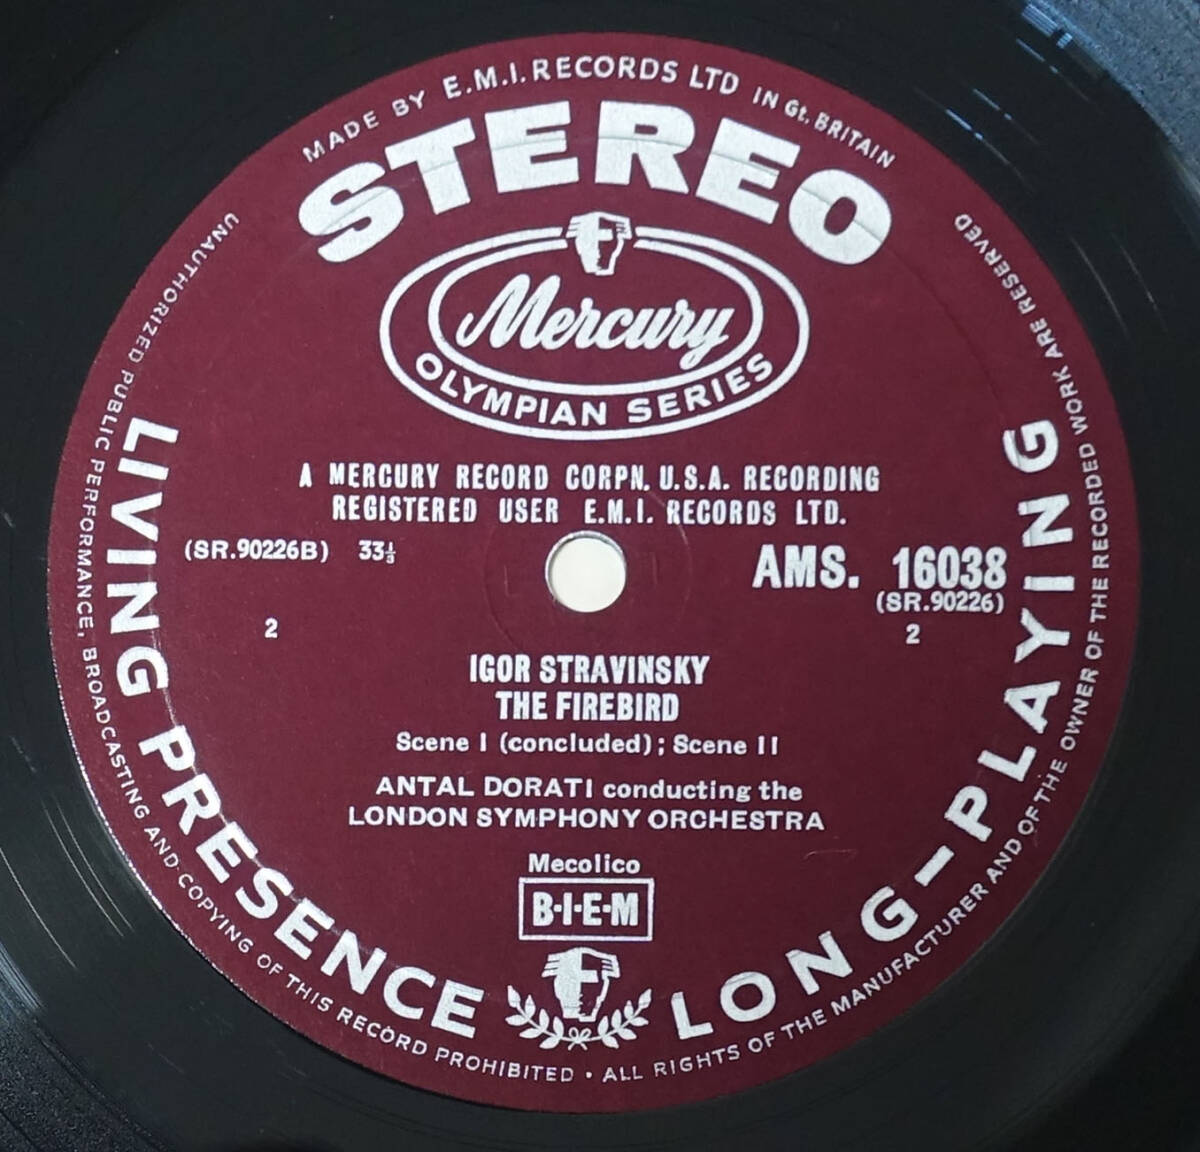 MADE BY E.M.I. RECORDS LTD IN Gt. BRITAIN
STEREO
Mercury
OLYMPIAN SERIES
A MERCURY RECORD CORPN. U.S.A. RECORDING
REGISTERED USER E.M.I. RECORDS LTD.
(SR.90226B) 33⅓
AMS. 16038
(SR.90226)
2
2
IGOR STRAVINSKY
THE FIREBIRD
Scene I (concluded); Scene II
ANTAL DORATI conducting the
LONDON SYMPHONY ORCHESTRA
Mecolico
B·I·E·M
LIVING PRESENCE
LONG-PLAYING
UNAUTHORIZED PUBLIC PERFORMANCE, BROADCASTING AND COPYING OF THIS RECORD PROHIBITED · ALL RIGHTS OF THE MANUFACTURER AND OF THE OWNER OF THE RECORDED WORK ARE RESERVED